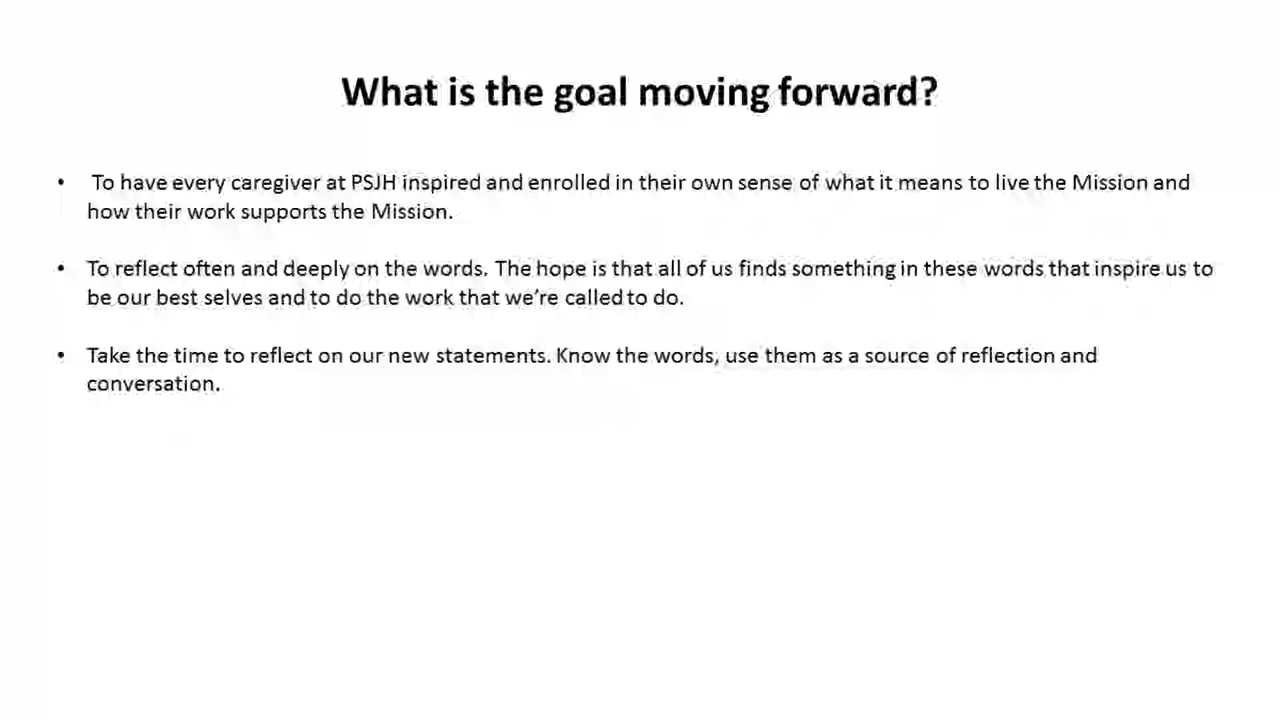 What is the goal moving forward?
• To have every caregiver at PSJH inspired and enrolled in their own sense of what it means to live the Mission and
how their work supports the Mission.
• To reflect often and deeply on the words. The hope is that all of us finds something in these words that inspire us to
be our best selves and to do the work that we’re called to do.
• Take the time to reflect on our new statements. Know the words, use them as a source of reflection and
conversation.